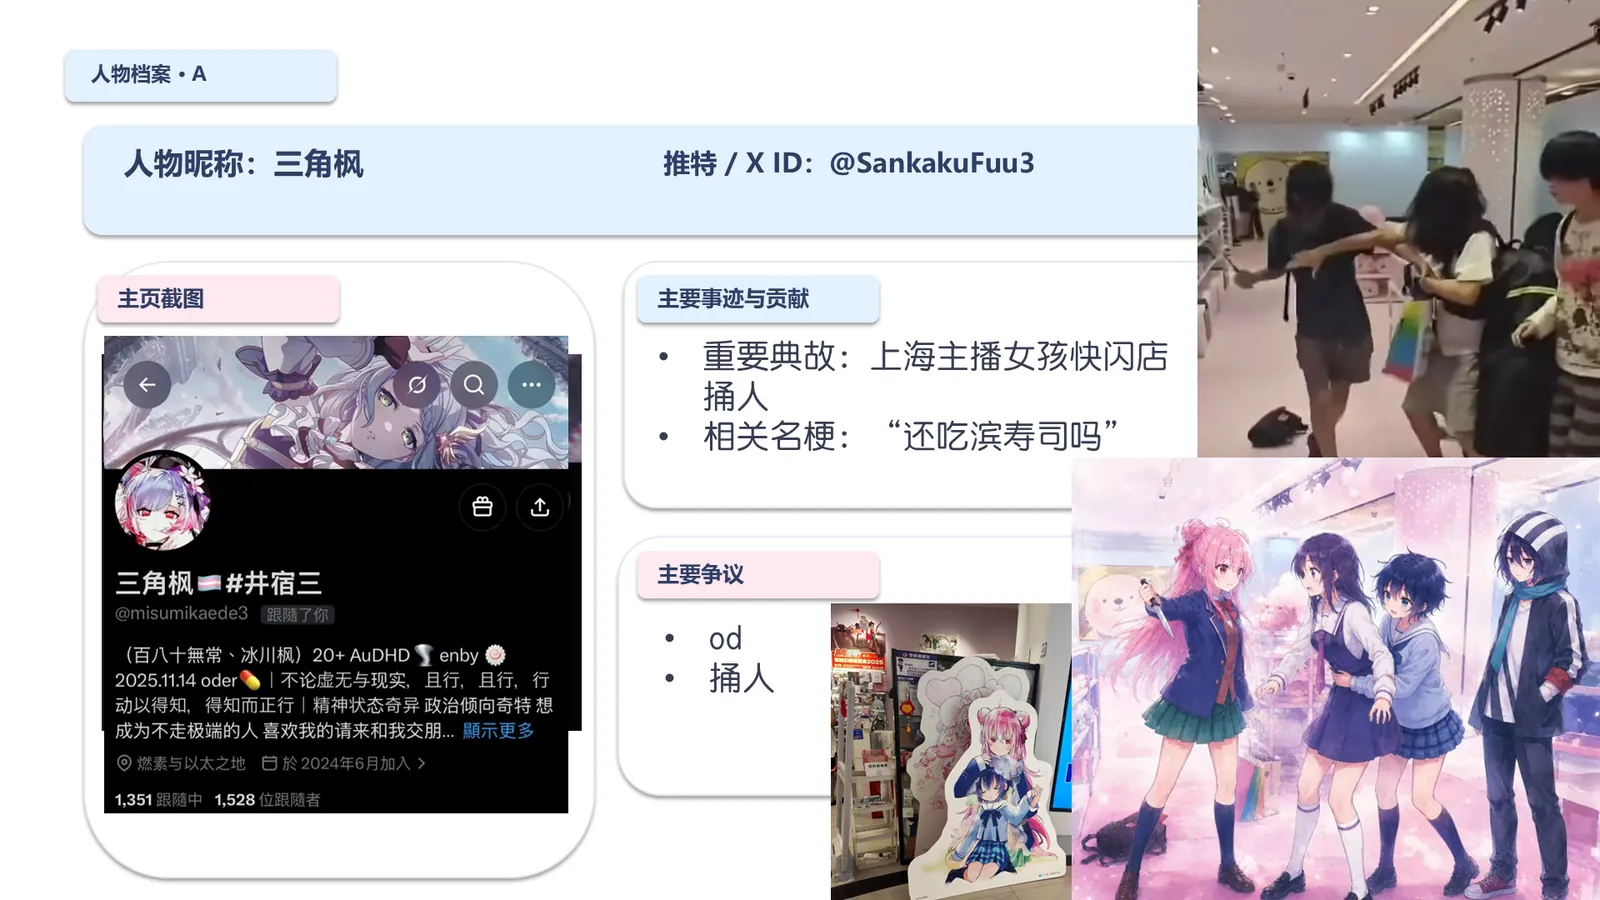 人物档案 • A
人物昵称：三角枫
推特 / X ID：@SankakuFuu3
主页截图
三角枫🏳️‍⚧️#井宿三
@misumikaede3 跟隨了你
（百八十無常、冰川枫）20+ AuDHD🌪️ enby 🍥
2025.11.14 oder💊｜不论虚无与现实，且行，且行，行
动以得知，得知而正行｜精神状态奇异 政治倾向奇特 想
成为不走极端的人 喜欢我的请来和我交朋... 顯示更多
燃素与以太之地 於 2024年6月加入
1,351 跟隨中 1,528 位跟隨者
主要事迹与贡献
• 重要典故：上海主播女孩快闪店
捅人
• 相关名梗：“还吃滨寿司吗”
主要争议
• od
• 捅人